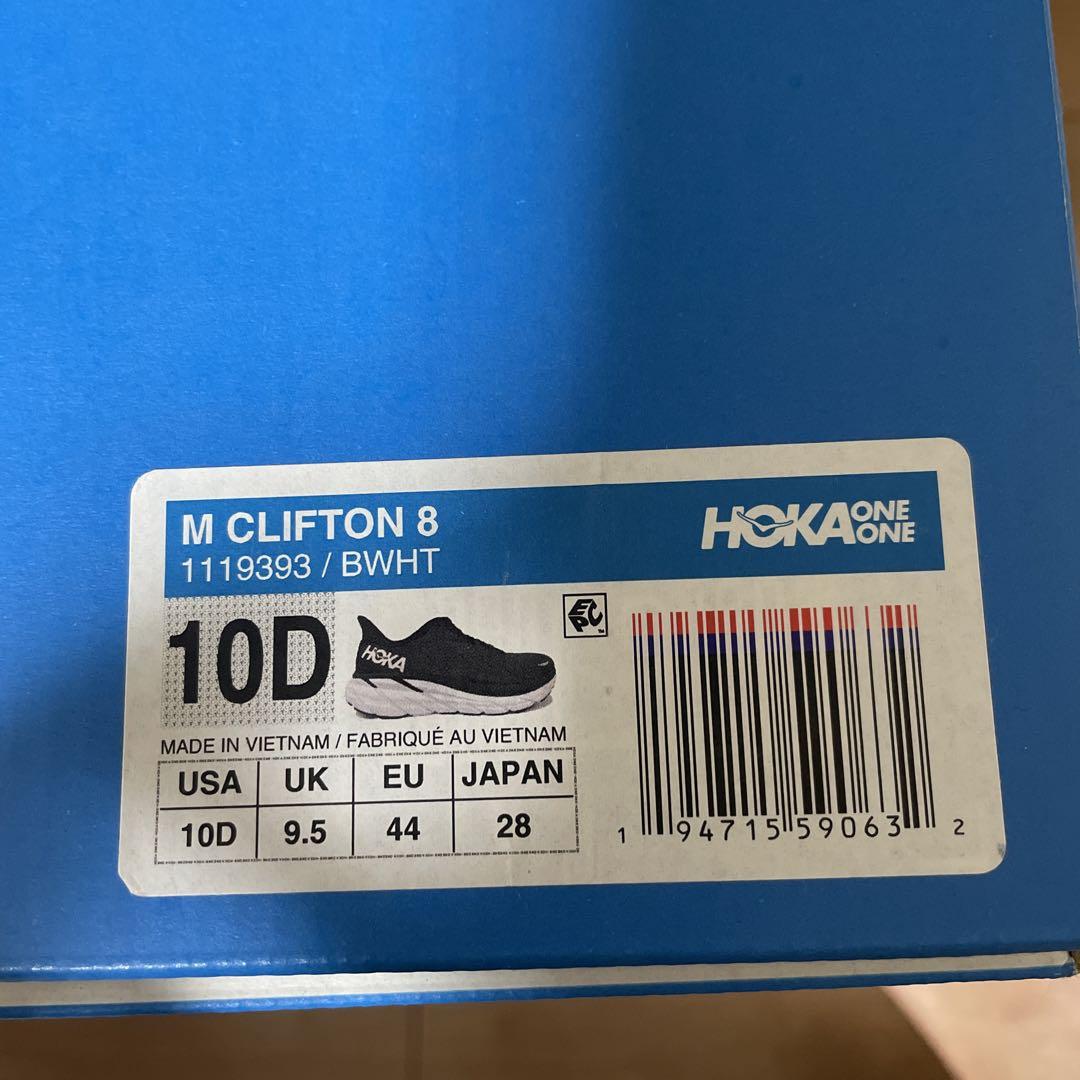 M CLIFTON 8
1119393 / BWHT
HOKA ONE ONE
10D
HOKA
EPC™
MADE IN VIETNAM / FABRIQUÉ AU VIETNAM
USA UK EU JAPAN
10D 9.5 44 28
1 94715 59063 2